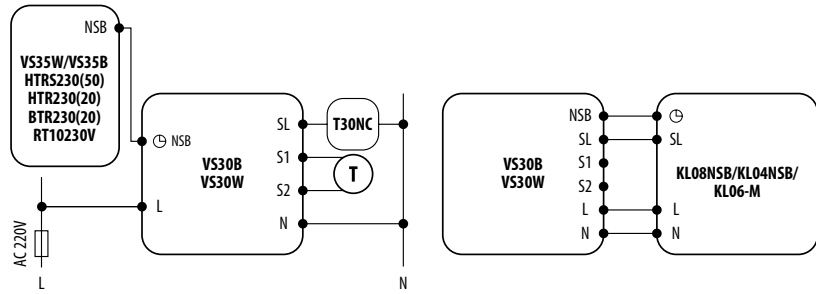 NSB
VS35W/VS35B
HTRS230(50)
HTR230(20)
BTR230(20)
RT10230V
NSB
L
VS30B
VS30W
SL
S1
S2
N
T30NC
T
AC 220V
L
N
VS30B
VS30W
NSB
SL
S1
S2
L
N
SL
L
N
KL08NSB/KL04NSB/
KL06-M